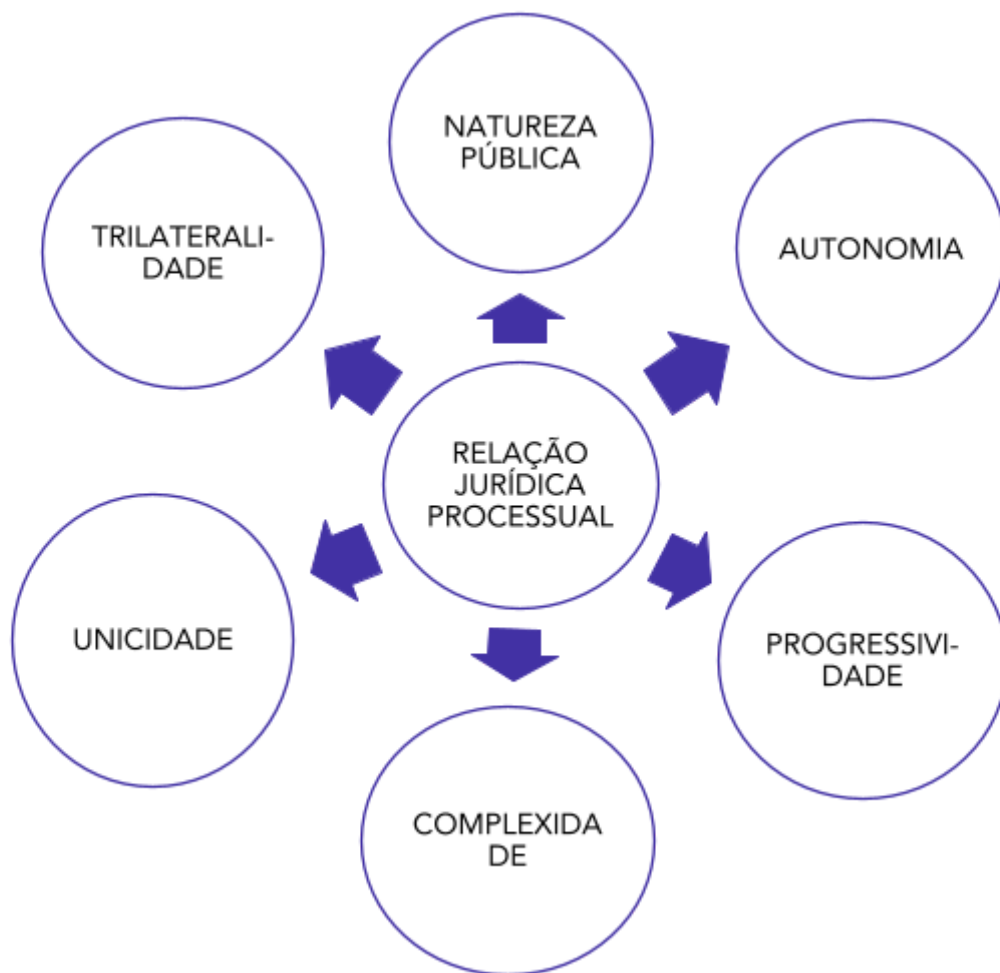 NATUREZA
PÚBLICA
TRILATERALI-
DADE
AUTONOMIA
RELAÇÃO
JURÍDICA
PROCESSUAL
UNICIDADE
PROGRESSIVI-
DADE
COMPLEXIDA
DE